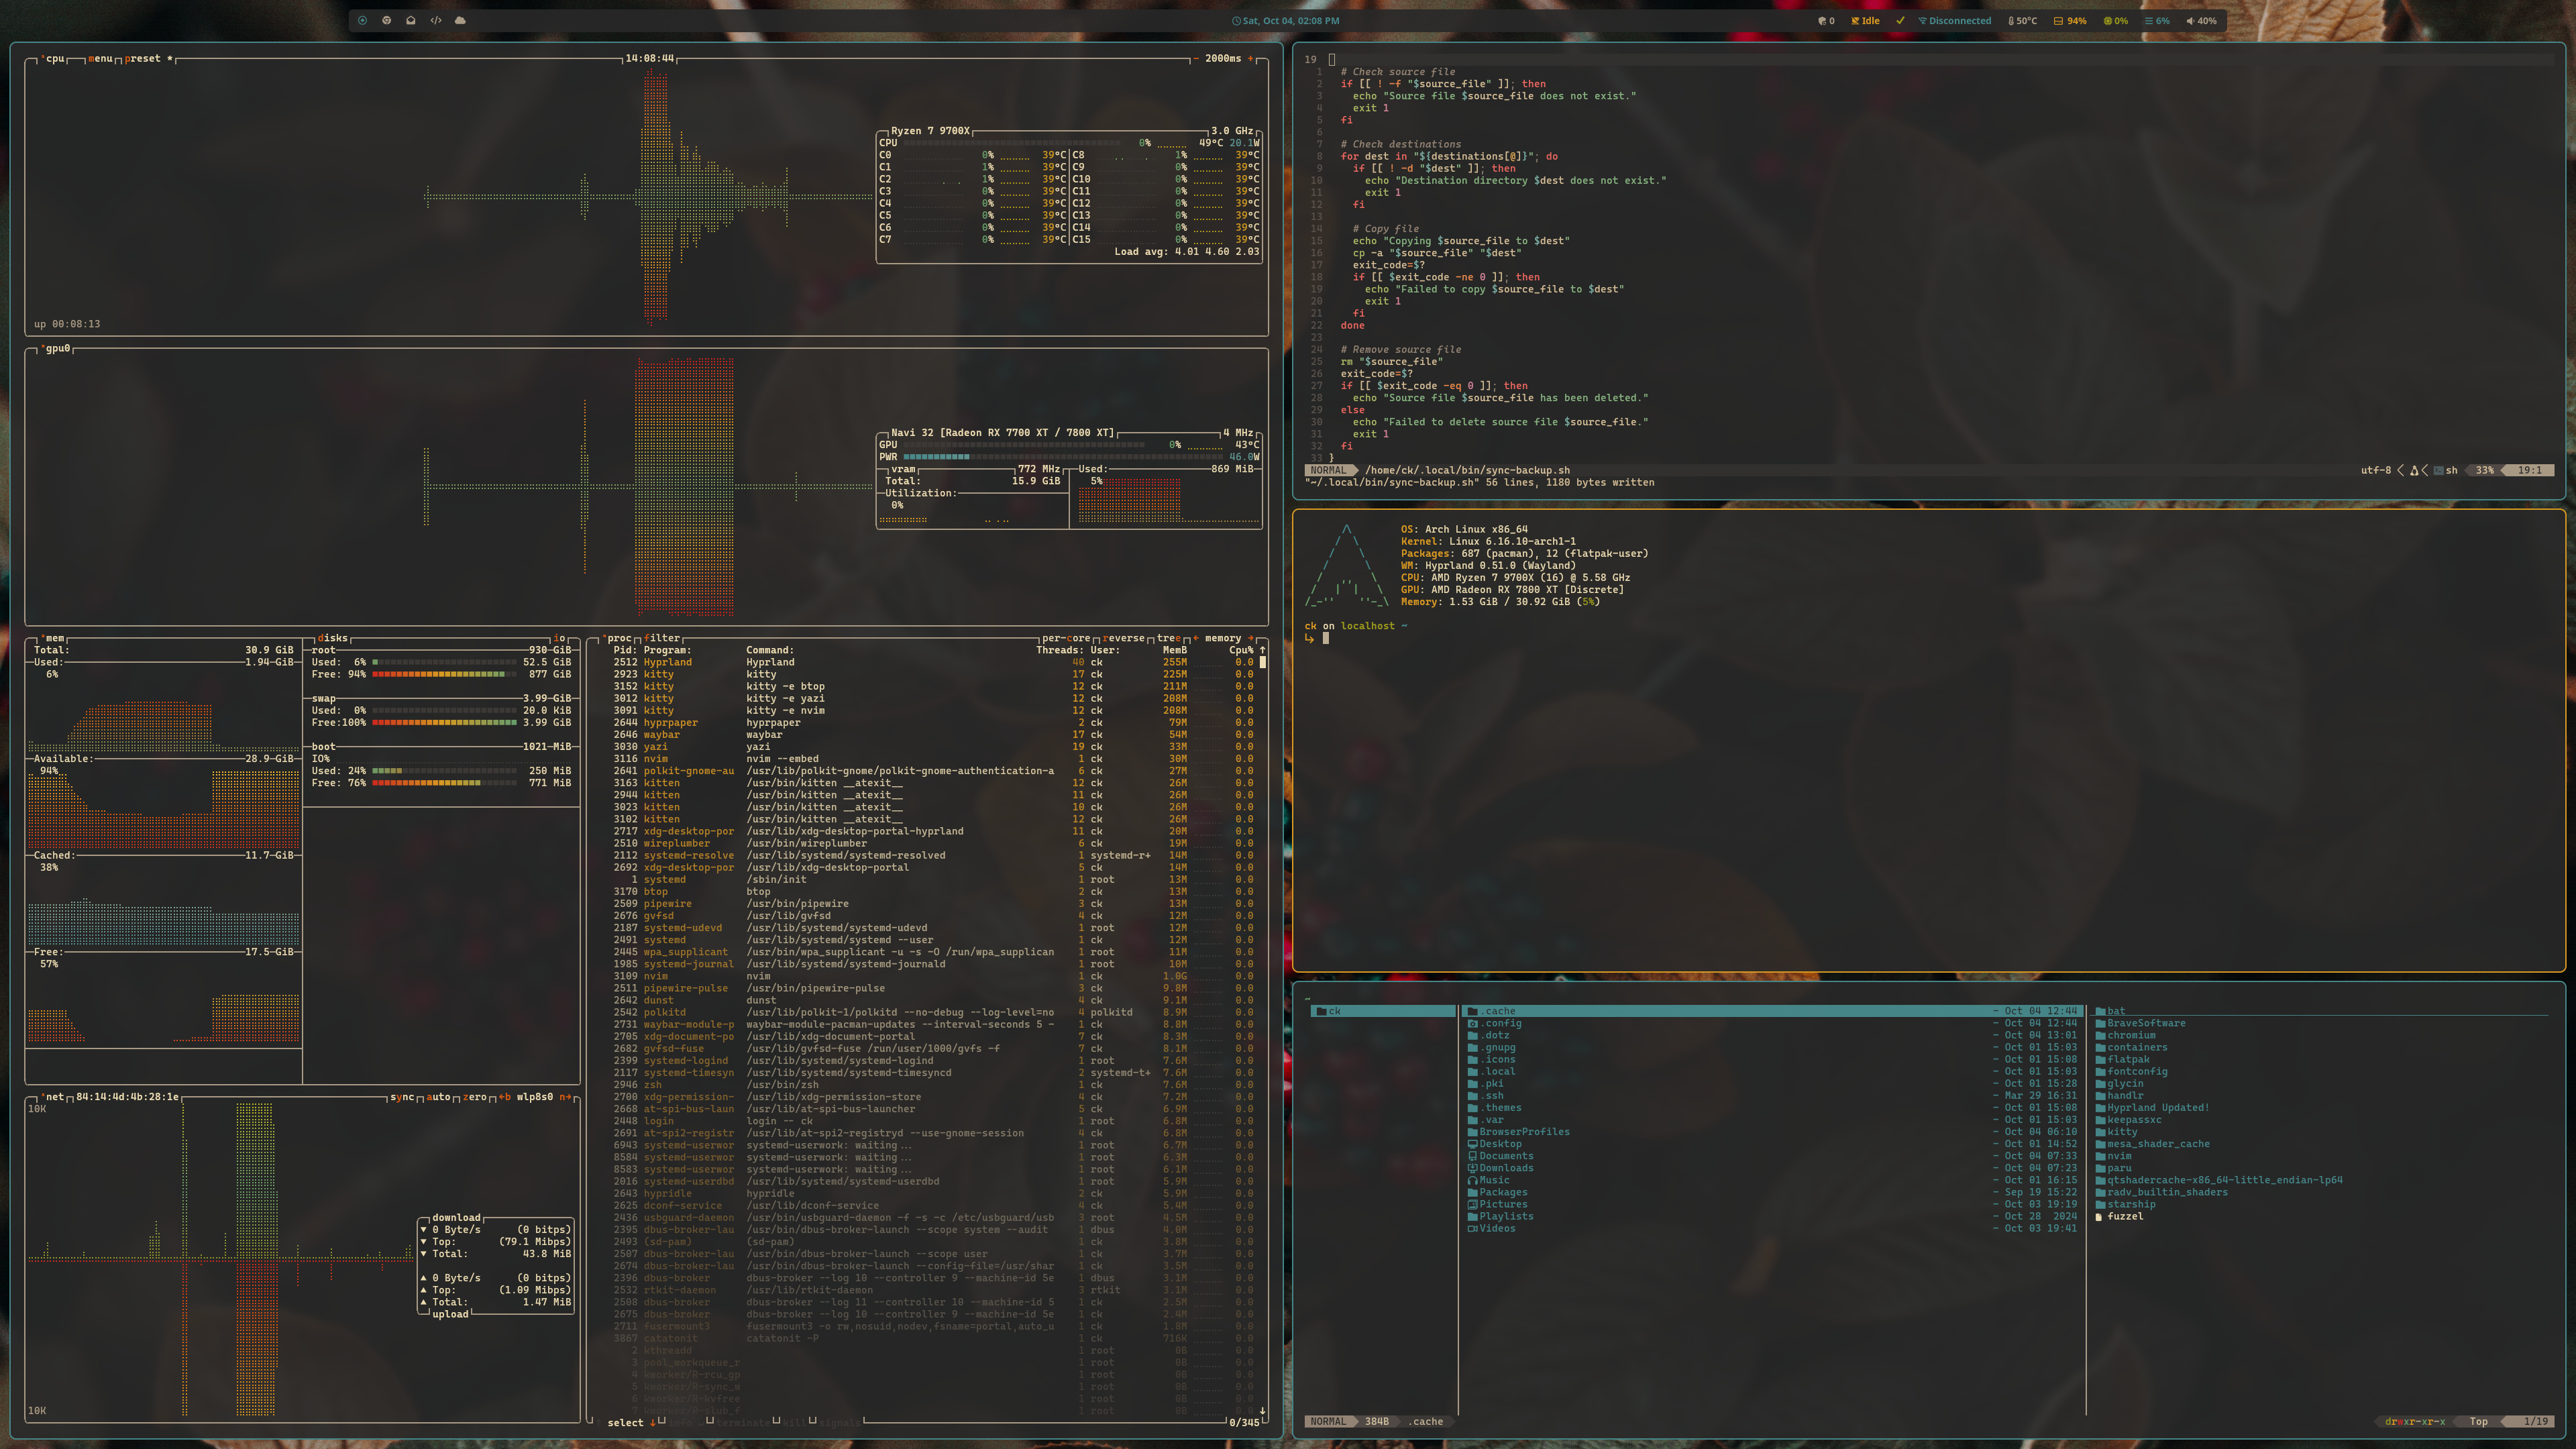 Sat, Oct 04, 02:08 PM
0 Idle Disconnected 50°C 94% 0% 6% 40%
cpu menu preset * 14:08:44 - 2000ms +
Ryzen 7 9700X 3.0 GHz
CPU 0% 49°C 20.1W
C0 0% 39°C C8 1% 39°C
C1 1% 39°C C9 0% 39°C
C2 1% 39°C C10 0% 39°C
C3 0% 39°C C11 0% 39°C
C4 0% 39°C C12 0% 39°C
C5 0% 39°C C13 0% 39°C
C6 0% 39°C C14 0% 39°C
C7 0% 39°C C15 0% 39°C
Load avg: 4.01 4.60 2.03
up 00:08:13
gpu0
Navi 32 [Radeon RX 7700 XT / 7800 XT] 4 MHz
GPU 0% 43°C
PWR 46.0W
vram 772 MHz Used: 869 MiB
Total: 15.9 GiB 5%
Utilization:
0%
mem
Total: 30.9 GiB
Used: 1.94 GiB
6%
Available: 28.9 GiB
94%
Cached: 11.7 GiB
38%
Free: 17.5 GiB
57%
disks io
root 930 GiB
Used: 6% 52.5 GiB
Free: 94% 877 GiB
swap 3.99 GiB
Used: 0% 20.0 KiB
Free:100% 3.99 GiB
boot 1021 MiB
IO%
Used: 24% 250 MiB
Free: 76% 771 MiB
net 84:14:4d:4b:28:1e sync auto zero <b wlp8s0 n>
10K
download
▼ 0 Byte/s (0 bitps)
▼ Top: (79.1 Mibps)
▼ Total: 43.8 MiB
▲ 0 Byte/s (0 bitps)
▲ Top: (1.09 Mibps)
▲ Total: 1.47 MiB
upload
10K
proc filter per-core reverse tree ← memory →
Pid: Program: Command: Threads: User: MemB Cpu% ↑
2512 Hyprland Hyprland 40 ck 255M 0.0
2923 kitty kitty 17 ck 225M 0.0
3152 kitty kitty -e btop 12 ck 211M 0.0
3012 kitty kitty -e yazi 12 ck 208M 0.0
3091 kitty kitty -e nvim 12 ck 208M 0.0
2644 hyprpaper hyprpaper 2 ck 79M 0.0
2646 waybar waybar 17 ck 54M 0.0
3030 yazi yazi 19 ck 33M 0.0
3116 nvim nvim --embed 1 ck 30M 0.0
2641 polkit-gnome-au /usr/lib/polkit-gnome/polkit-gnome-authentication-a 6 ck 27M 0.0
3163 kitten /usr/bin/kitten __atexit__ 12 ck 26M 0.0
2944 kitten /usr/bin/kitten __atexit__ 11 ck 26M 0.0
3023 kitten /usr/bin/kitten __atexit__ 10 ck 26M 0.0
3102 kitten /usr/bin/kitten __atexit__ 12 ck 26M 0.0
2717 xdg-desktop-por /usr/lib/xdg-desktop-portal-hyprland 11 ck 20M 0.0
2510 wireplumber /usr/bin/wireplumber 6 ck 19M 0.0
2112 systemd-resolve /usr/lib/systemd/systemd-resolved 1 systemd-r+ 14M 0.0
2692 xdg-desktop-por /usr/lib/xdg-desktop-portal 5 ck 14M 0.0
1 systemd /sbin/init 1 root 13M 0.0
3170 btop btop 2 ck 13M 0.0
2509 pipewire /usr/bin/pipewire 3 ck 13M 0.0
2676 gvfsd /usr/lib/gvfsd 4 ck 12M 0.0
2187 systemd-udevd /usr/lib/systemd/systemd-udevd 1 root 12M 0.0
2491 systemd /usr/lib/systemd/systemd --user 1 ck 12M 0.0
2445 wpa_supplicant /usr/bin/wpa_supplicant -u -s -O /run/wpa_supplican 1 root 11M 0.0
1985 systemd-journal /usr/lib/systemd/systemd-journald 1 root 10M 0.0
3109 nvim nvim 1 ck 1.0G 0.0
2511 pipewire-pulse /usr/bin/pipewire-pulse 3 ck 9.8M 0.0
2642 dunst dunst 4 ck 9.1M 0.0
2542 polkitd /usr/lib/polkit-1/polkitd --no-debug --log-level=no 4 polkitd 8.9M 0.0
2731 waybar-module-p waybar-module-pacman-updates --interval-seconds 5 - 1 ck 8.8M 0.0
2705 xdg-document-po /usr/lib/xdg-document-portal 7 ck 8.3M 0.0
2682 gvfsd-fuse /usr/lib/gvfsd-fuse /run/user/1000/gvfs -f 7 ck 8.1M 0.0
2399 systemd-logind /usr/lib/systemd/systemd-logind 1 root 7.6M 0.0
2117 systemd-timesyn /usr/lib/systemd/systemd-timesyncd 2 systemd-t+ 7.6M 0.0
2946 zsh /usr/bin/zsh 1 ck 7.6M 0.0
2700 xdg-permission- /usr/lib/xdg-permission-store 4 ck 7.2M 0.0
2668 at-spi-bus-laun /usr/lib/at-spi-bus-launcher 5 ck 6.9M 0.0
2448 login login -- ck 1 root 6.8M 0.0
2691 at-spi2-registr /usr/lib/at-spi2-registryd --use-gnome-session 4 ck 6.8M 0.0
6943 systemd-userwor systemd-userwork: waiting... 1 root 6.7M 0.0
8584 systemd-userwor systemd-userwork: waiting... 1 root 6.3M 0.0
8583 systemd-userwor systemd-userwork: waiting... 1 root 6.1M 0.0
2016 systemd-userdbd /usr/lib/systemd/systemd-userdbd 1 root 5.9M 0.0
2643 hypridle hypridle 2 ck 5.9M 0.0
2625 dconf-service /usr/lib/dconf-service 4 ck 5.4M 0.0
2436 usbguard-daemon /usr/bin/usbguard-daemon -f -s -c /etc/usbguard/usb 3 root 4.5M 0.0
2395 dbus-broker-lau /usr/bin/dbus-broker-launch --scope system --audit 1 dbus 4.0M 0.0
2493 (sd-pam) (sd-pam) 1 ck 3.8M 0.0
2507 dbus-broker-lau /usr/bin/dbus-broker-launch --scope user 1 ck 3.7M 0.0
2674 dbus-broker-lau /usr/bin/dbus-broker-launch --config-file=/usr/shar 1 ck 3.5M 0.0
2396 dbus-broker dbus-broker --log 10 --controller 9 --machine-id 5e 1 dbus 3.1M 0.0
2532 rtkit-daemon /usr/lib/rtkit-daemon 3 rtkit 3.1M 0.0
2508 dbus-broker dbus-broker --log 11 --controller 10 --machine-id 5 1 ck 2.5M 0.0
2675 dbus-broker dbus-broker --log 10 --controller 9 --machine-id 5e 1 ck 2.4M 0.0
2711 fusermount3 fusermount3 -o rw,nosuid,nodev,fsname=portal,auto_u 1 ck 1.8M 0.0
3867 catatonit catatonit -P 1 ck 716K 0.0
2 kthreadd 1 root 0B 0.0
3 pool_workqueue_r 1 root 0B 0.0
4 kworker/R-rcu_gp 1 root 0B 0.0
5 kworker/R-sync_w 1 root 0B 0.0
6 kworker/R-kvfree 1 root 0B 0.0
7 kworker/R-slub_f 1 root 0B 0.0
select ↓ info terminate kill signals 0/345
19
1 # Check source file
2 if [[ ! -f "$source_file" ]]; then
3 echo "Source file $source_file does not exist."
4 exit 1
5 fi
6
7 # Check destinations
8 for dest in "${destinations[@]}"; do
9 if [[ ! -d "$dest" ]]; then
10 echo "Destination directory $dest does not exist."
11 exit 1
12 fi
13
14 # Copy file
15 echo "Copying $source_file to $dest"
16 cp -a "$source_file" "$dest"
17 exit_code=$?
18 if [[ $exit_code -ne 0 ]]; then
19 echo "Failed to copy $source_file to $dest"
20 exit 1
21 fi
22 done
23
24 # Remove source file
25 rm "$source_file"
26 exit_code=$?
27 if [[ $exit_code -eq 0 ]]; then
28 echo "Source file $source_file has been deleted."
29 else
30 echo "Failed to delete source file $source_file."
31 exit 1
32 fi
33 }
NORMAL /home/ck/.local/bin/sync-backup.sh utf-8 < < sh 33% 19:1
"~/.local/bin/sync-backup.sh" 56 lines, 1180 bytes written
OS: Arch Linux x86_64
Kernel: Linux 6.16.10-arch1-1
Packages: 687 (pacman), 12 (flatpak-user)
WM: Hyprland 0.51.0 (Wayland)
CPU: AMD Ryzen 7 9700X (16) @ 5.58 GHz
GPU: AMD Radeon RX 7800 XT [Discrete]
Memory: 1.53 GiB / 30.92 GiB (5%)
ck on localhost ~
~
ck
.cache - Oct 04 12:44
.config - Oct 04 12:44
.dotz - Oct 04 13:01
.gnupg - Oct 01 15:03
.icons - Oct 01 15:08
.local - Oct 01 15:03
.pki - Oct 01 15:28
.ssh - Mar 29 16:31
.themes - Oct 01 15:08
.var - Oct 01 15:03
BrowserProfiles - Oct 04 06:10
Desktop - Oct 01 14:52
Documents - Oct 04 07:33
Downloads - Oct 04 07:23
Music - Oct 01 16:15
Packages - Sep 19 15:22
Pictures - Oct 03 19:19
Playlists - Oct 28 2024
Videos - Oct 03 19:41
bat
BraveSoftware
chromium
containers
flatpak
fontconfig
glycin
handlr
Hyprland Updated!
keepassxc
kitty
mesa_shader_cache
nvim
paru
qtshadercache-x86_64-little_endian-lp64
radv_builtin_shaders
starship
fuzzel
NORMAL 384B .cache drwxr-xr-x Top 1/19